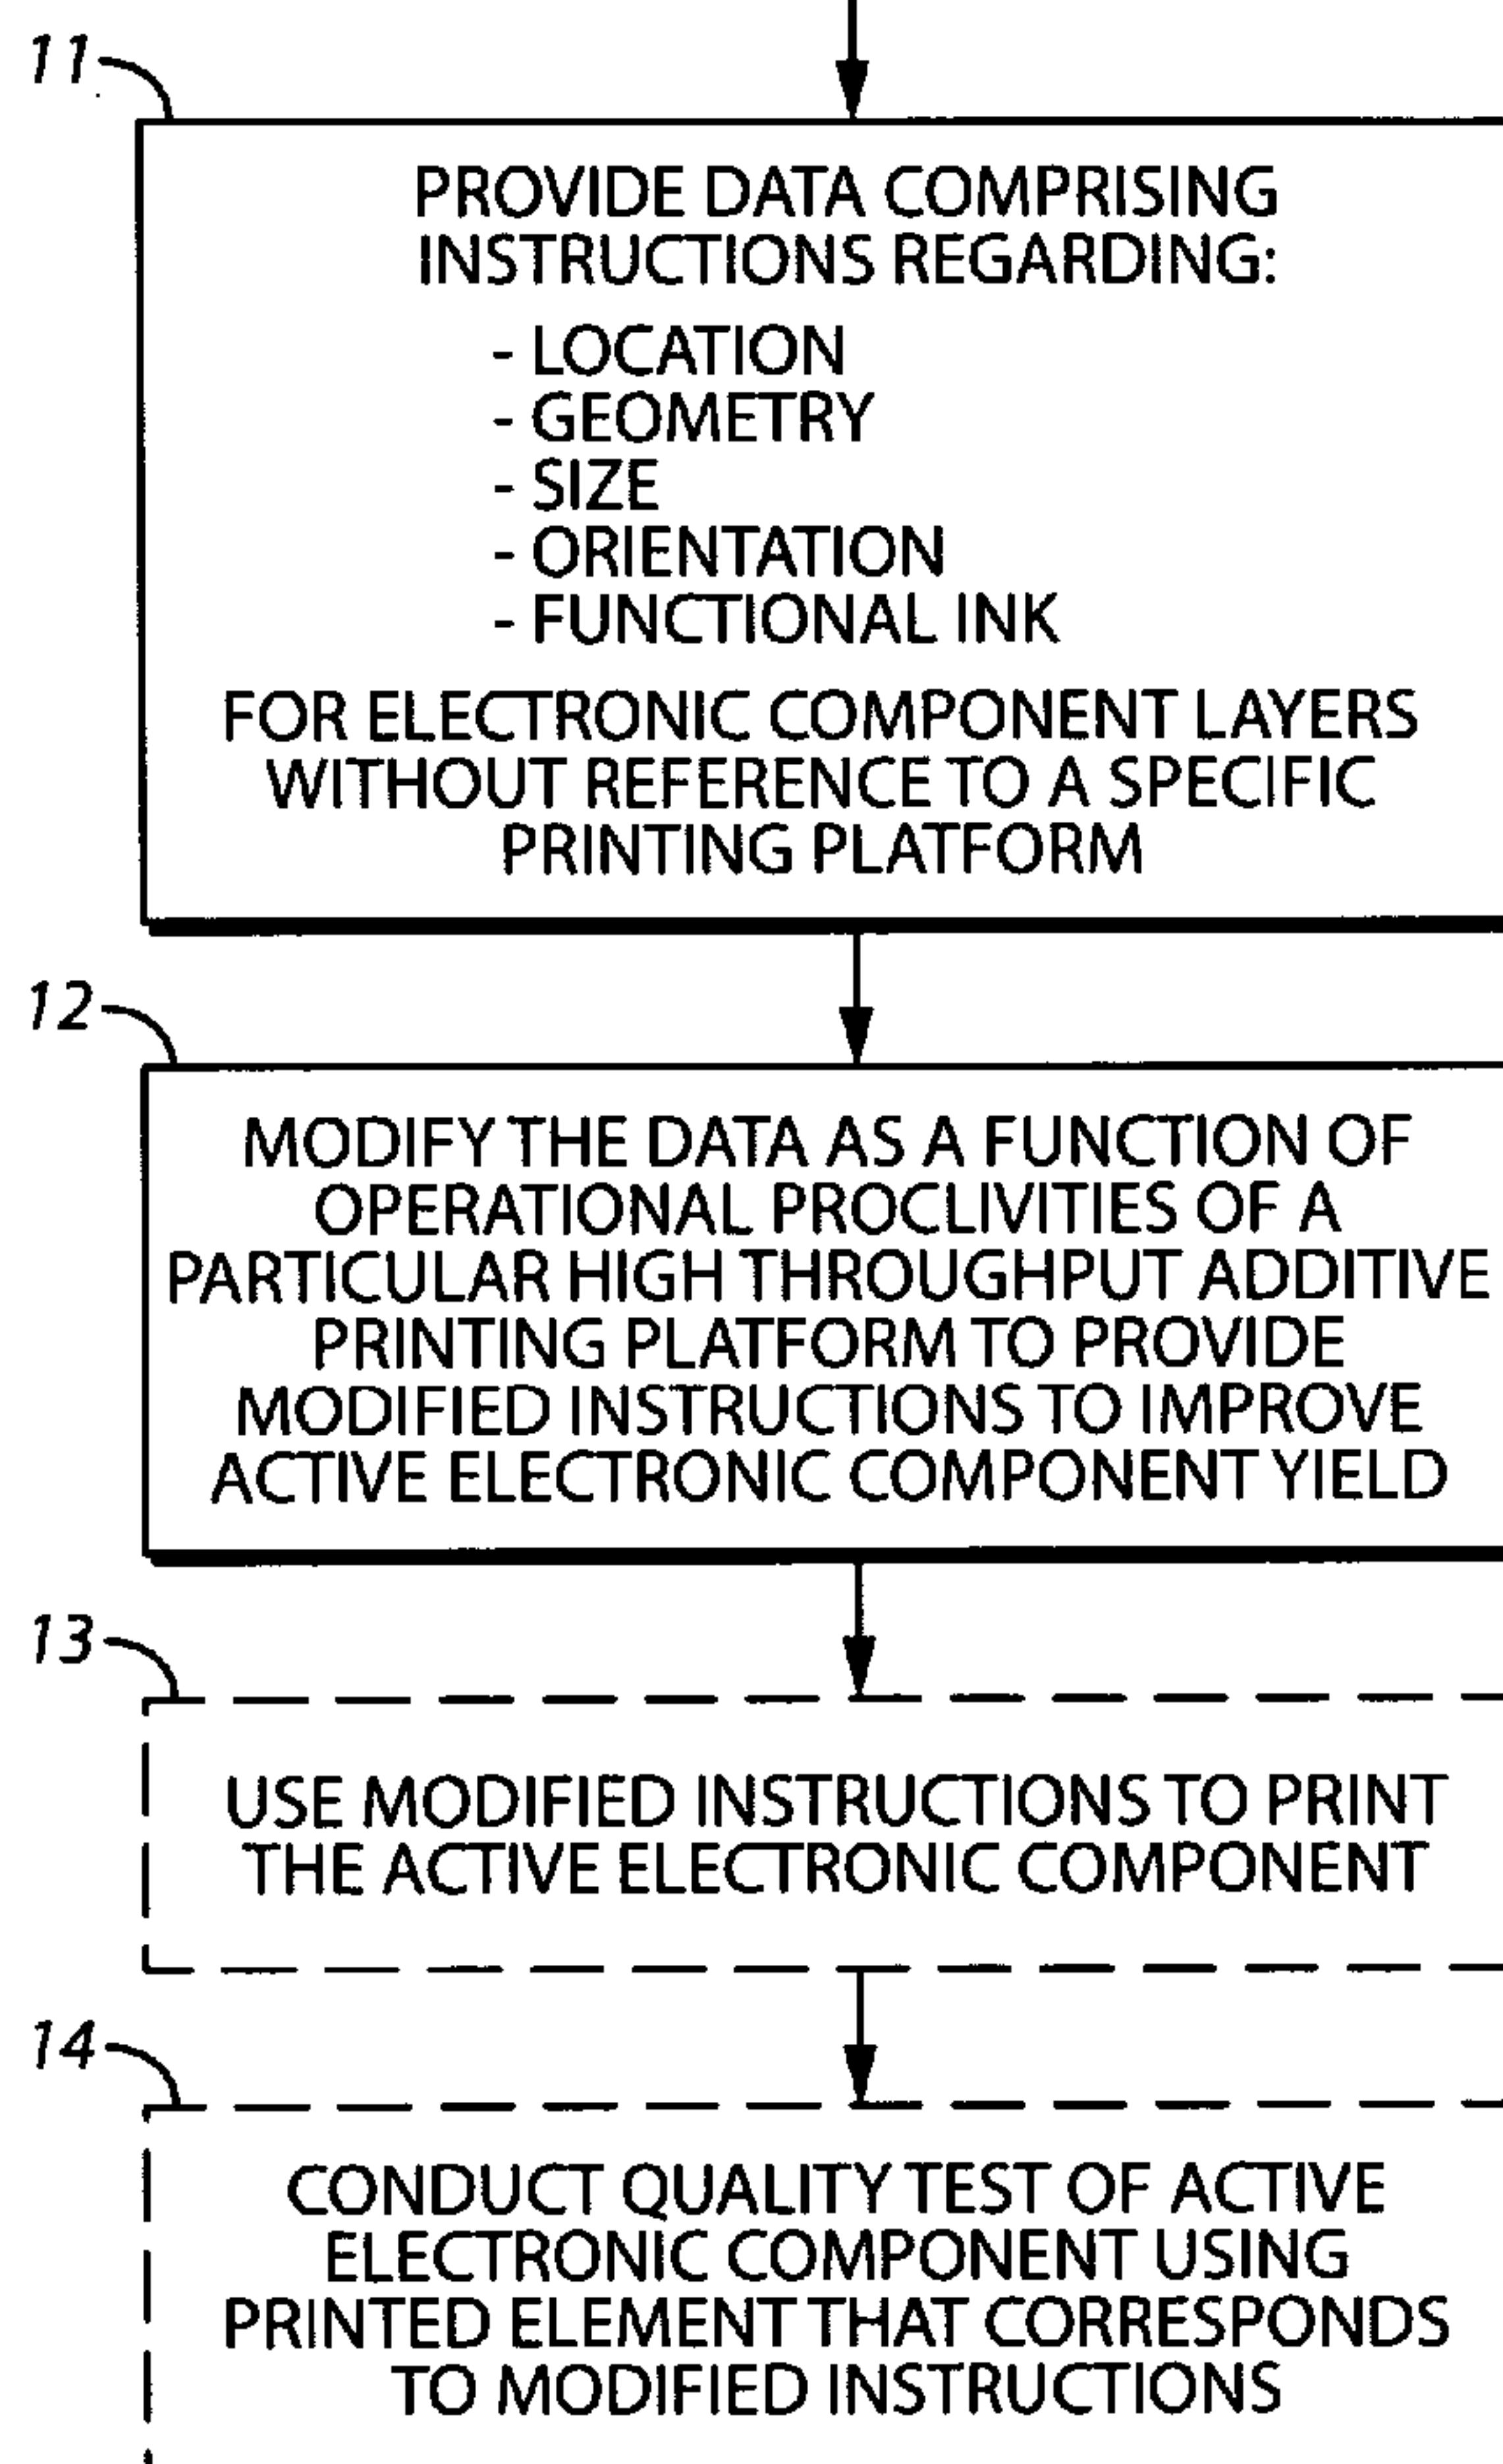 11
PROVIDE DATA COMPRISING
INSTRUCTIONS REGARDING:
- LOCATION
- GEOMETRY
- SIZE
- ORIENTATION
- FUNCTIONAL INK
FOR ELECTRONIC COMPONENT LAYERS
WITHOUT REFERENCE TO A SPECIFIC
PRINTING PLATFORM
12
MODIFY THE DATA AS A FUNCTION OF
OPERATIONAL PROCLIVITIES OF A
PARTICULAR HIGH THROUGHPUT ADDITIVE
PRINTING PLATFORM TO PROVIDE
MODIFIED INSTRUCTIONS TO IMPROVE
ACTIVE ELECTRONIC COMPONENT YIELD
13
USE MODIFIED INSTRUCTIONS TO PRINT
THE ACTIVE ELECTRONIC COMPONENT
14
CONDUCT QUALITY TEST OF ACTIVE
ELECTRONIC COMPONENT USING
PRINTED ELEMENT THAT CORRESPONDS
TO MODIFIED INSTRUCTIONS